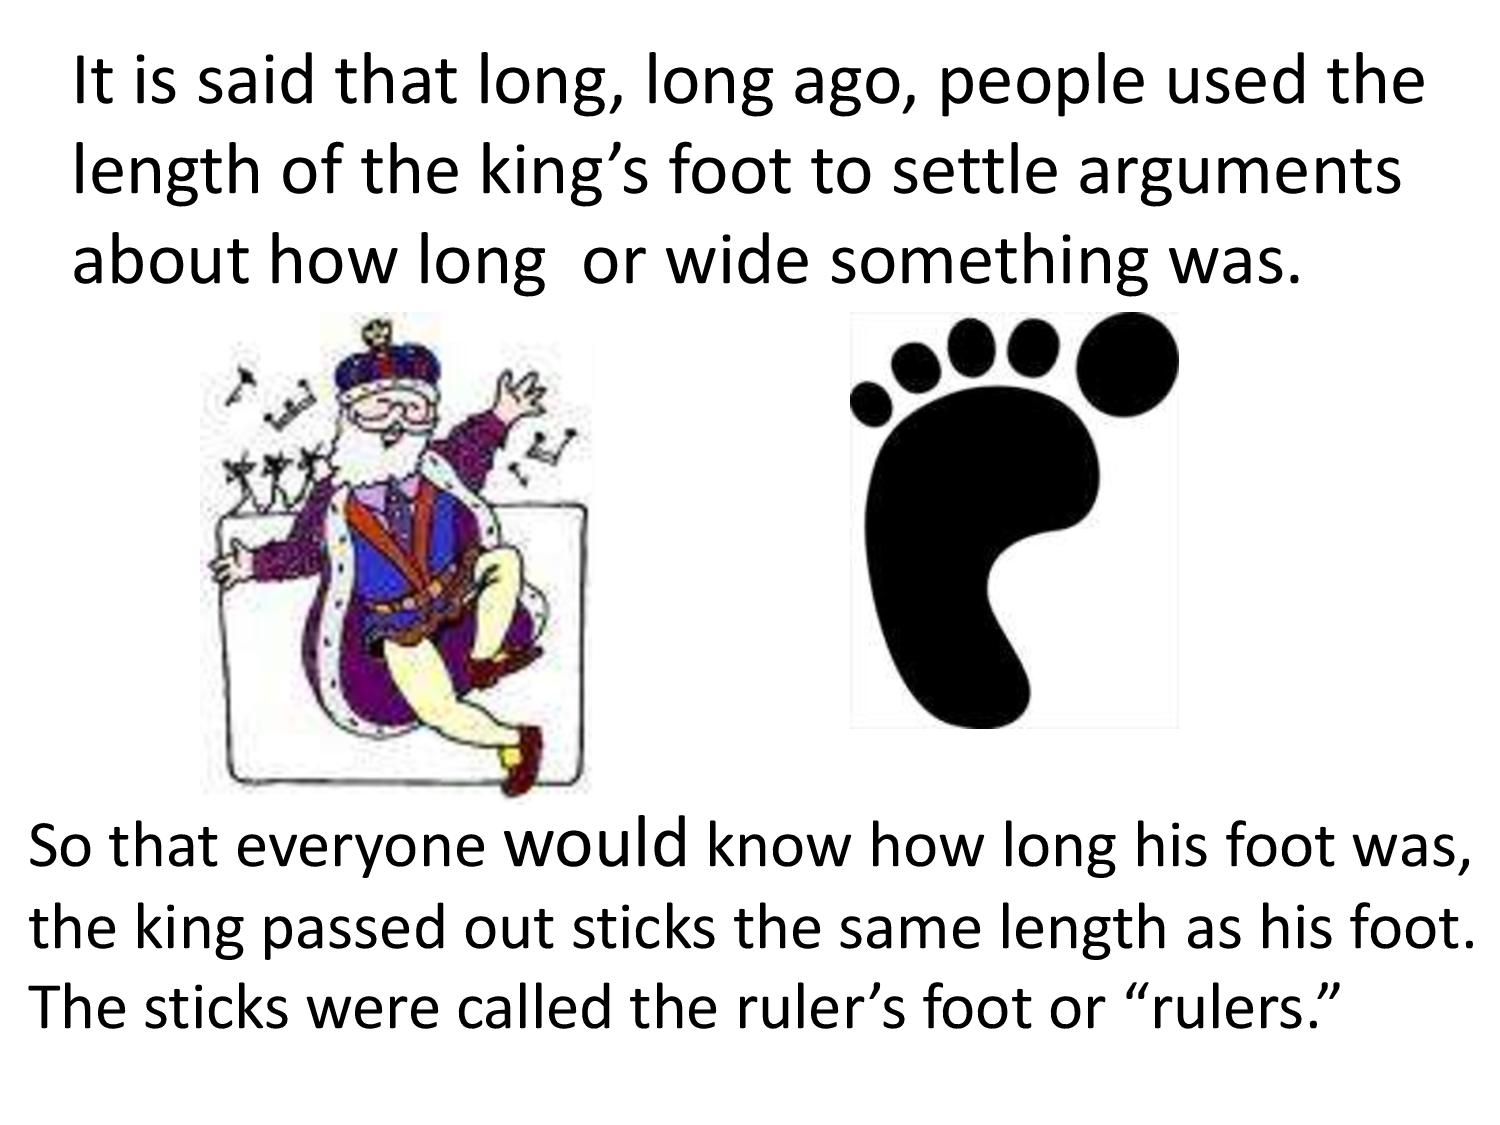 It is said that long, long ago, people used the
length of the king’s foot to settle arguments
about how long  or wide something was.
So that everyone would know how long his foot was,
the king passed out sticks the same length as his foot.
The sticks were called the ruler’s foot or “rulers.”